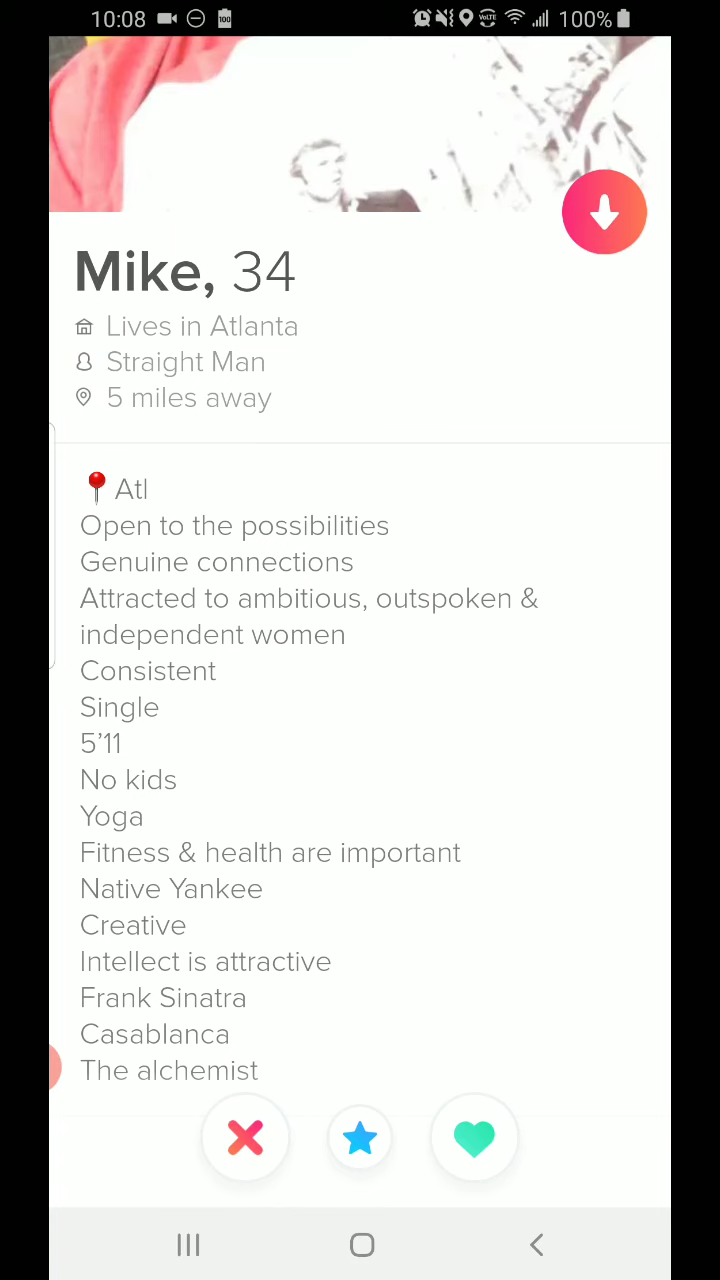 10:08 100 VoLTE 100%
Mike, 34
Lives in Atlanta
Straight Man
5 miles away
📍 Atl
Open to the possibilities
Genuine connections
Attracted to ambitious, outspoken &
independent women
Consistent
Single
5’11
No kids
Yoga
Fitness & health are important
Native Yankee
Creative
Intellect is attractive
Frank Sinatra
Casablanca
The alchemist